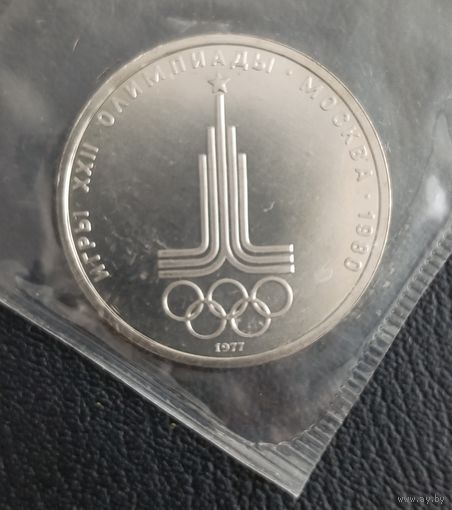 ИГРЫ XXII ОЛИМПИАДЫ · МОСКВА · 1980
1977
www.ay.by